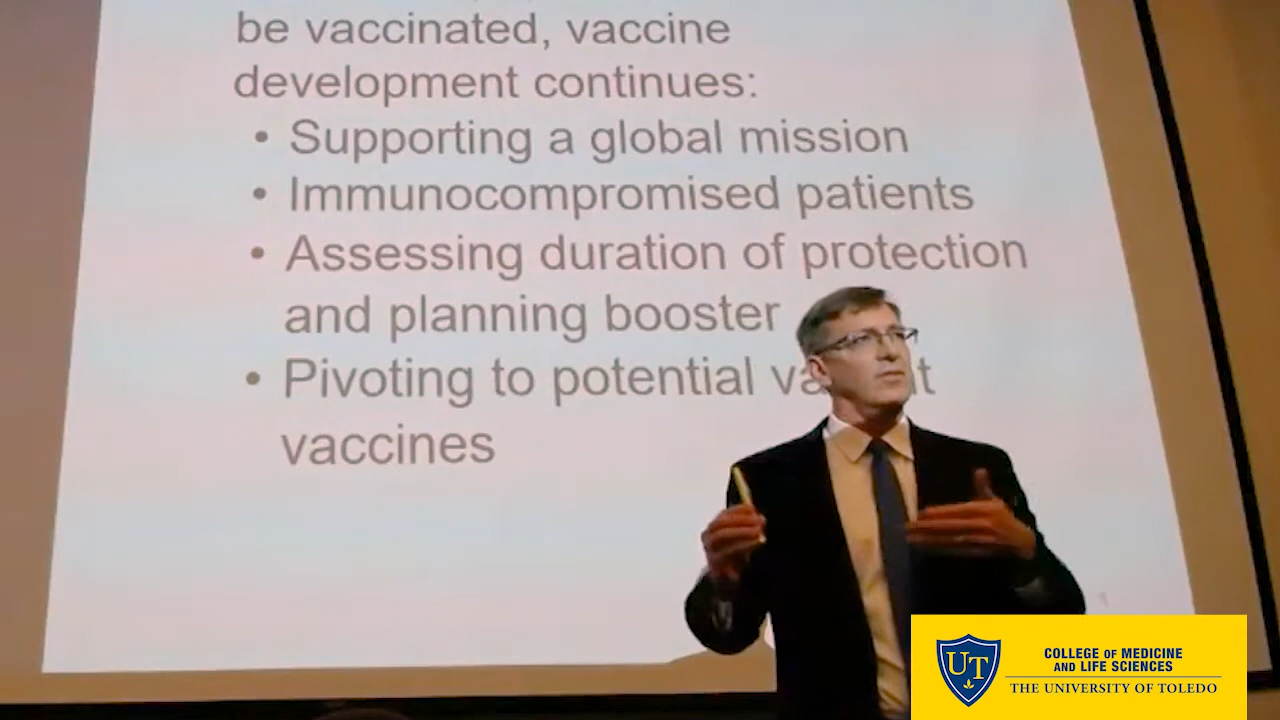 be vaccinated, vaccine
development continues:
• Supporting a global mission
• Immunocompromised patients
• Assessing duration of protection
and planning booster
• Pivoting to potential
vaccines
UT
COLLEGE OF MEDICINE
AND LIFE SCIENCES
THE UNIVERSITY OF TOLEDO